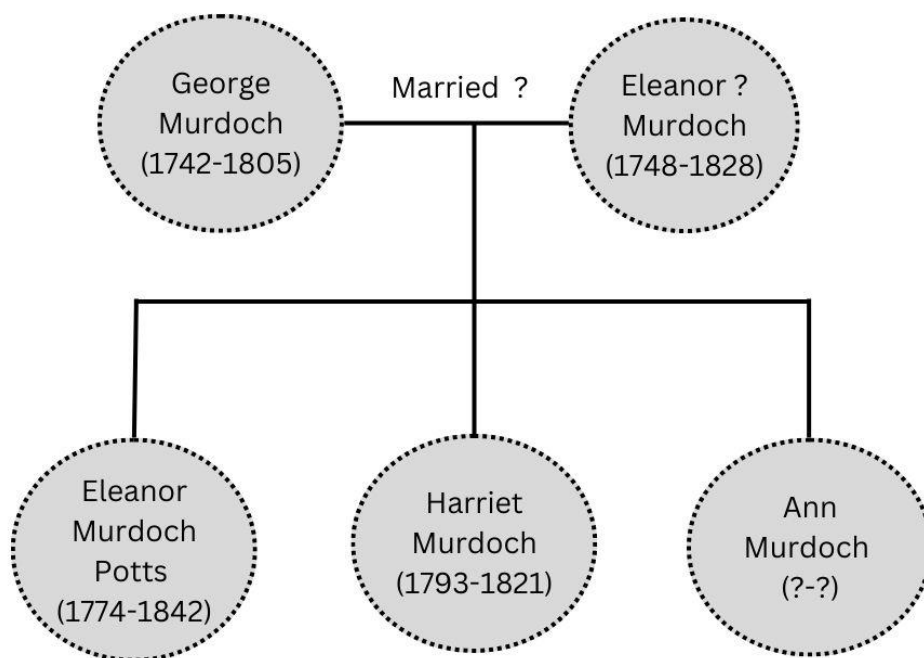 George
Murdoch
(1742-1805)
Married ?
Eleanor ?
Murdoch
(1748-1828)
Eleanor
Murdoch
Potts
(1774-1842)
Harriet
Murdoch
(1793-1821)
Ann
Murdoch
(?-?)